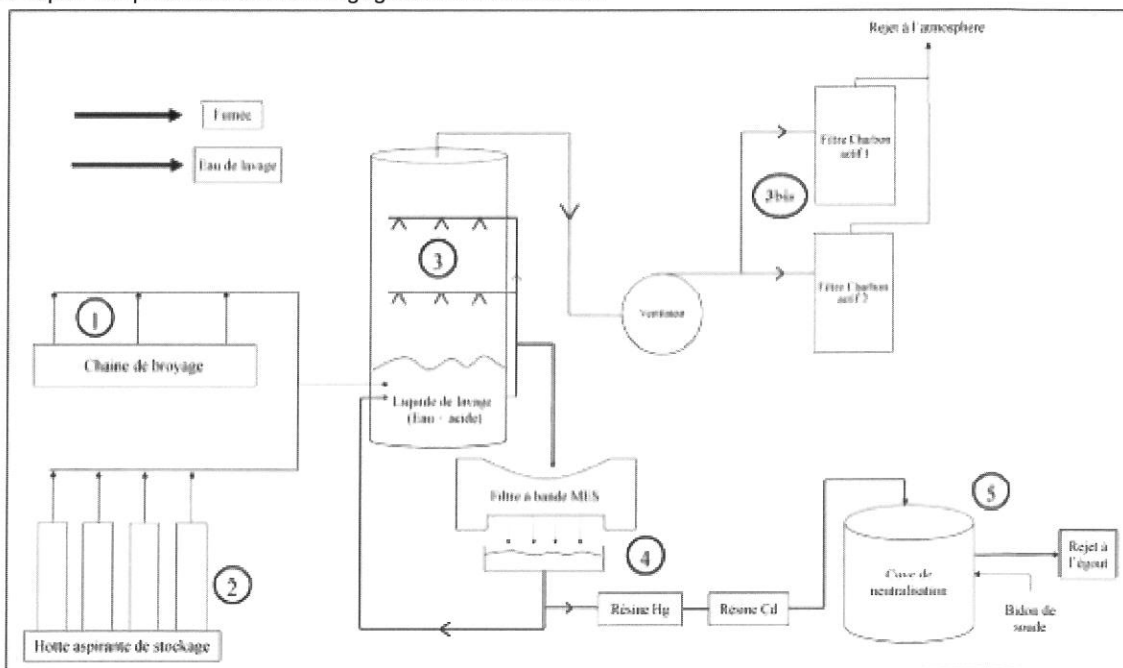 Rejet à l'atmosphere
Fumée
Eau de lavage
Filtre Charbon
actif 1
3bis
3
Filtre Charbon
actif 2
Ventilateur
1
Chaine de broyage
Liquide de lavage
(Eau + acide)
Filtre à bande MES
5
4
Cuve de
neutralisation
Rejet à
l'égout
2
Résine Hg
Résine Cd
Bidon de
soude
Hotte aspirante de stockage